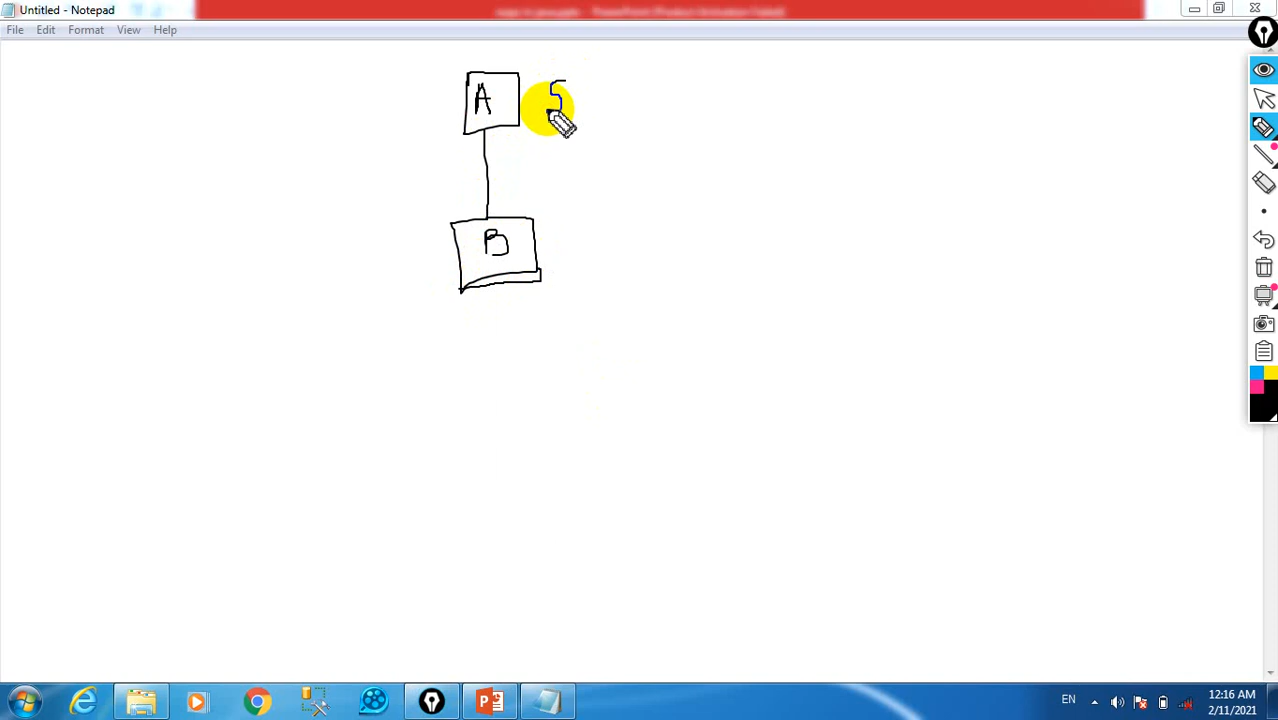 Untitled - Notepad
File Edit Format View Help
A
B
EN
12:16 AM
2/11/2021